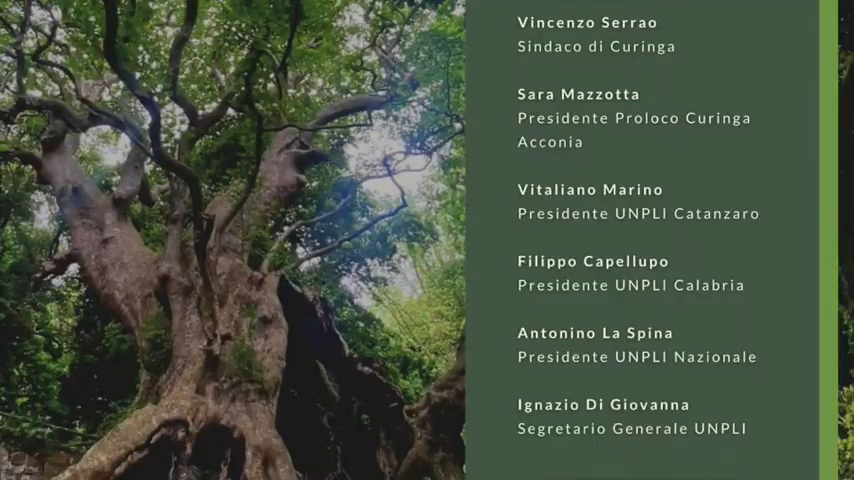 Vincenzo Serrao
Sindaco di Curinga
Sara Mazzotta
Presidente Proloco Curinga
Acconia
Vitaliano Marino
Presidente UNPLI Catanzaro
Filippo Capellupo
Presidente UNPLI Calabria
Antonino La Spina
Presidente UNPLI Nazionale
Ignazio Di Giovanna
Segretario Generale UNPLI